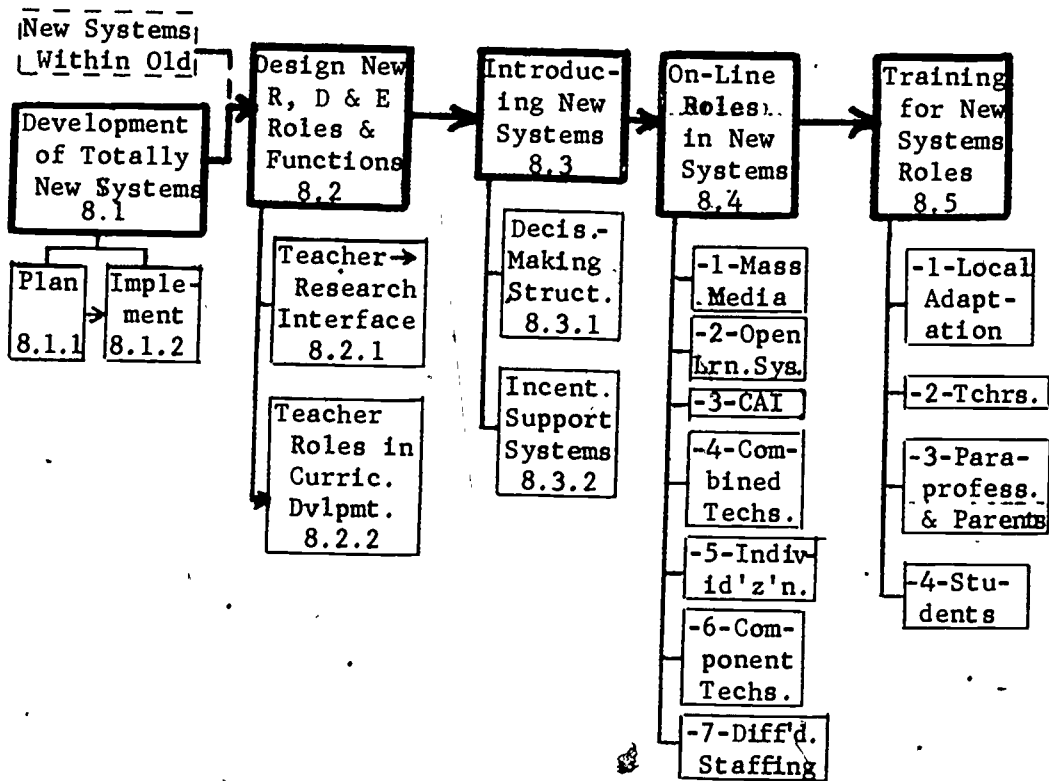 New Systems
Within Old
Development
of Totally
New Systems
8.1
Plan
8.1.1
Imple-
ment
8.1.2
Design New
R, D & E
Roles &
Functions
8.2
Teacher→
Research
Interface
8.2.1
Teacher
Roles in
Curric.
Dvlpmt.
8.2.2
Introduc-
ing New
Systems
8.3
Decis.-
Making
Struct.
8.3.1
Incent.
Support
Systems
8.3.2
On-Line
Roles
in New
Systems
8.4
-1-Mass
Media
-2-Open
Lrn.Sys.
-3-CAI
-4-Com-
bined
Techs.
-5-Indiv-
id'z'n.
-6-Com-
ponent
Techs.
-7-Diff'd.
Staffing
Training
for New
Systems
Roles
8.5
-1-Local
Adapt-
ation
-2-Tchrs.
-3-Para-
profess.
& Parents
-4-Stu-
dents